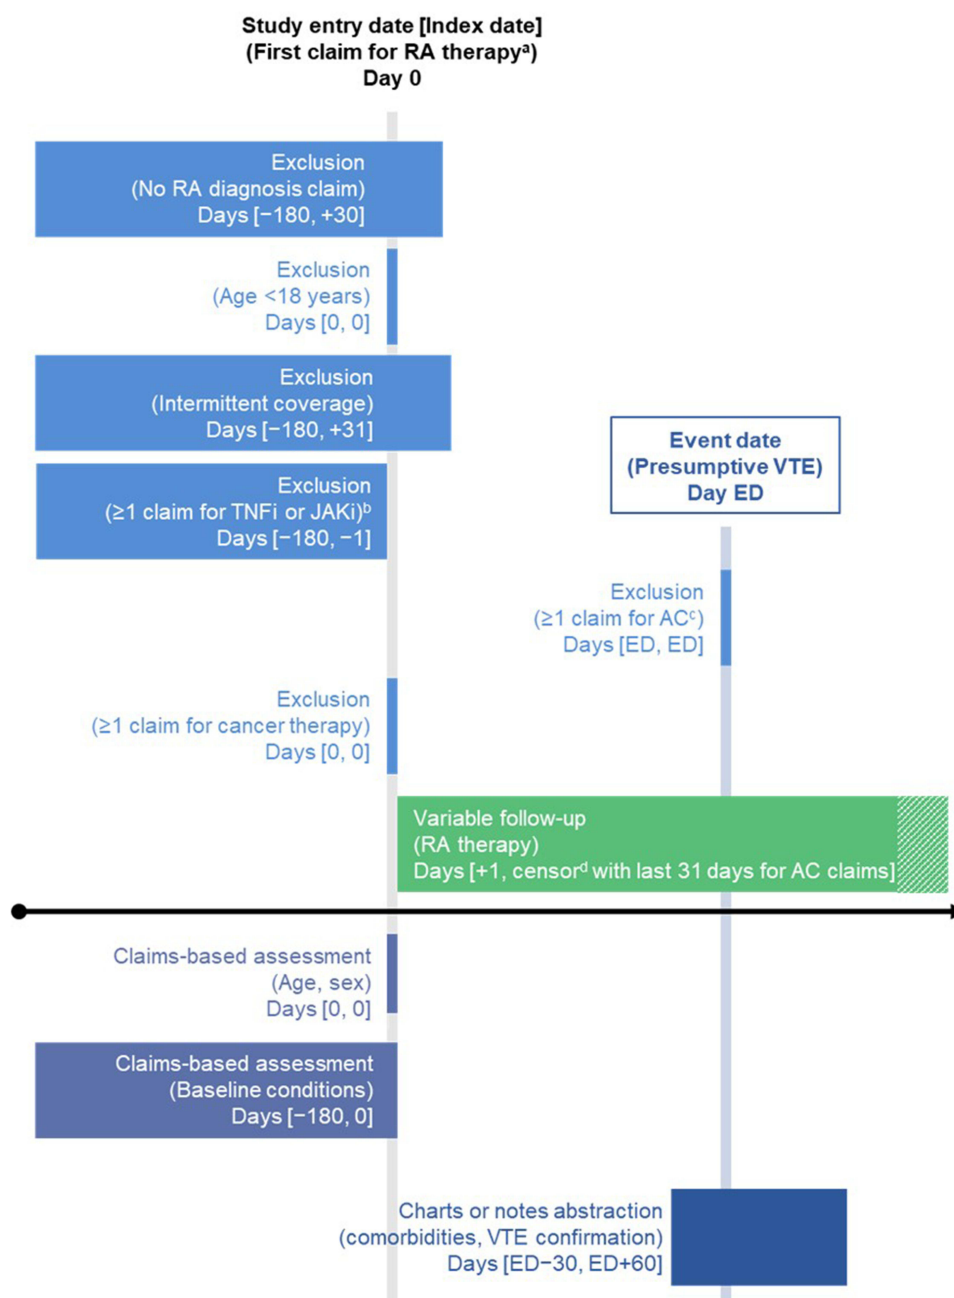 Study entry date [Index date]
(First claim for RA therapyᵃ)
Day 0
Exclusion
(No RA diagnosis claim)
Days [−180, +30]
Exclusion
(Age <18 years)
Days [0, 0]
Exclusion
(Intermittent coverage)
Days [−180, +31]
Event date
(Presumptive VTE)
Day ED
Exclusion
(≥1 claim for TNFi or JAKi)ᵇ
Days [−180, −1]
Exclusion
(≥1 claim for ACᶜ)
Days [ED, ED]
Exclusion
(≥1 claim for cancer therapy)
Days [0, 0]
Variable follow-up
(RA therapy)
Days [+1, censorᵈ with last 31 days for AC claims]
Claims-based assessment
(Age, sex)
Days [0, 0]
Claims-based assessment
(Baseline conditions)
Days [−180, 0]
Charts or notes abstraction
(comorbidities, VTE confirmation)
Days [ED−30, ED+60]